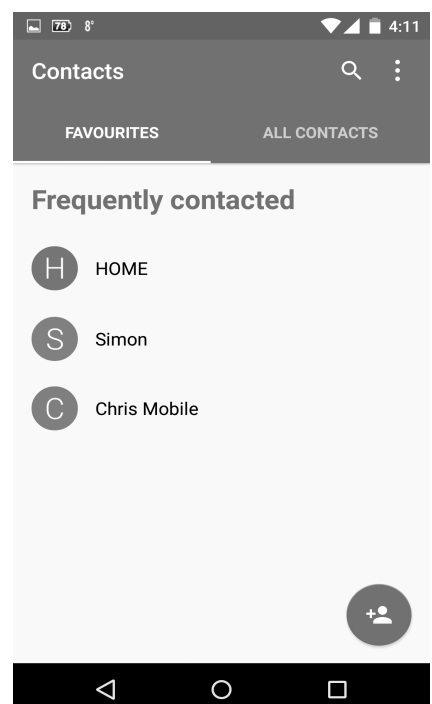 78 8° 4:11
Contacts
FAVOURITES ALL CONTACTS
Frequently contacted
H HOME
S Simon
C Chris Mobile